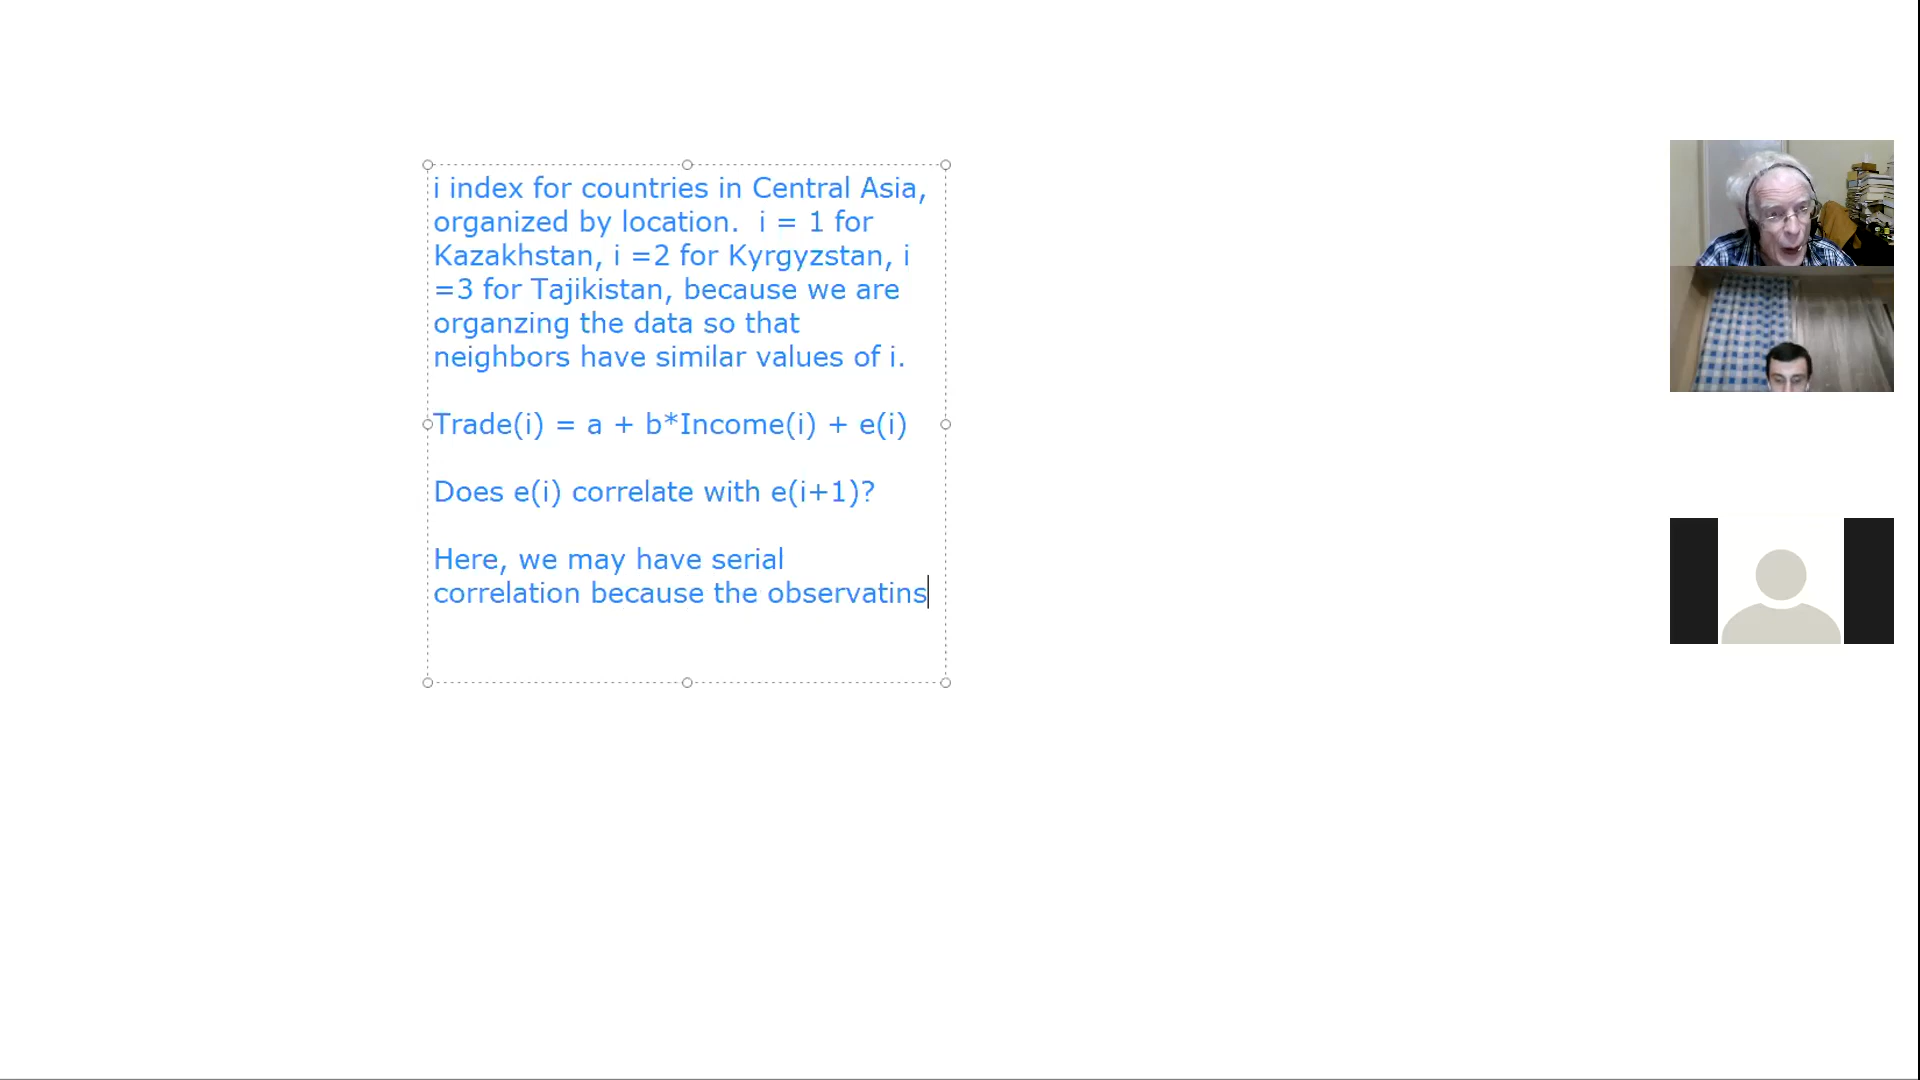 i index for countries in Central Asia,
organized by location.  i = 1 for
Kazakhstan, i =2 for Kyrgyzstan, i
=3 for Tajikistan, because we are
organzing the data so that
neighbors have similar values of i.
Trade(i) = a + b*Income(i) + e(i)
Does e(i) correlate with e(i+1)?
Here, we may have serial
correlation because the observatins